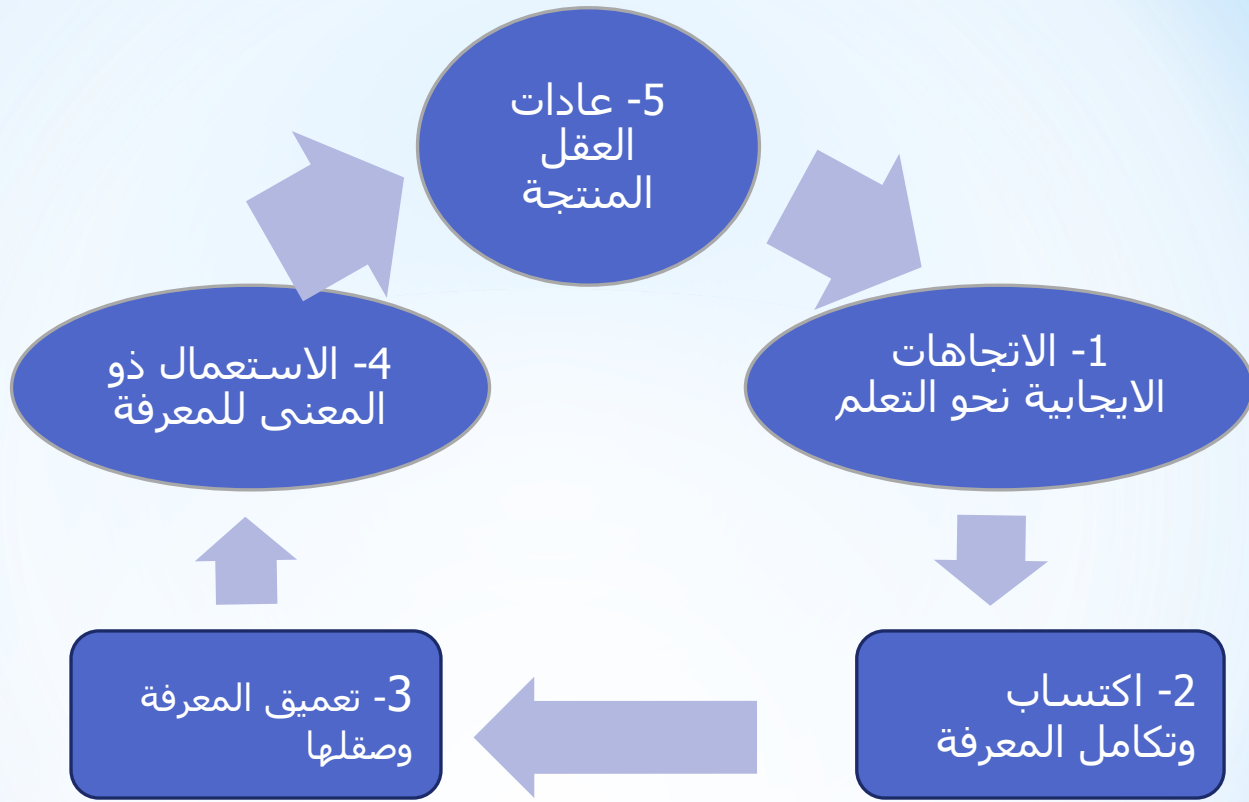 5- عادات
العقل
المنتجة
1- الاتجاهات
الايجابية نحو التعلم
2- اكتساب
وتكامل المعرفة
3- تعميق المعرفة
وصقلها
4- الاستعمال ذو
المعنى للمعرفة